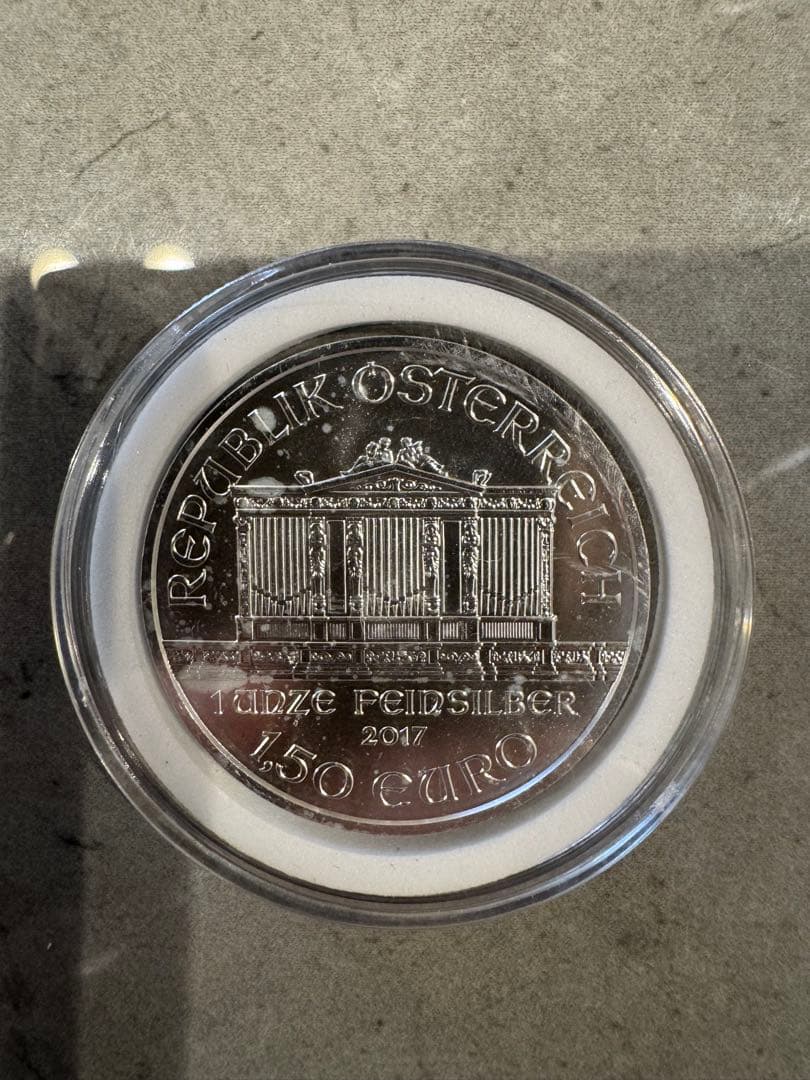 REPUBLIK ÖSTERREICH
1 UNZE FEINSILBER
2017
1,50 EURO